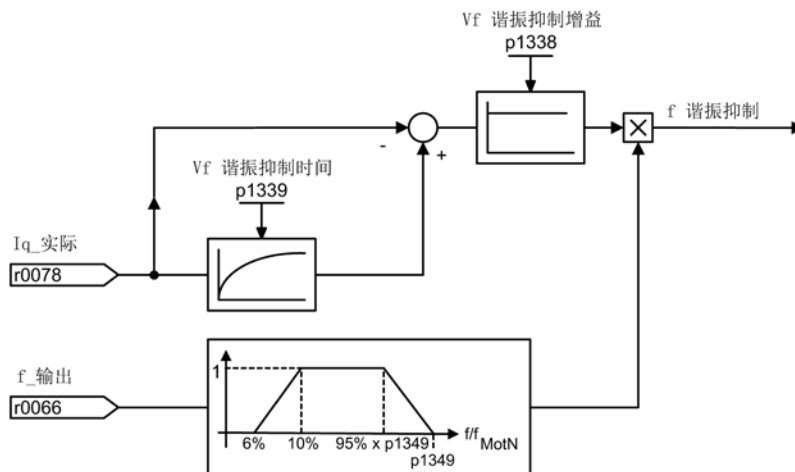 Vf 谐振抑制增益
p1338
f 谐振抑制
-
+
Vf 谐振抑制时间
p1339
Iq_实际
r0078
f_输出
r0066
1
6% 10% 95% x p1349
f/fMotN
p1349